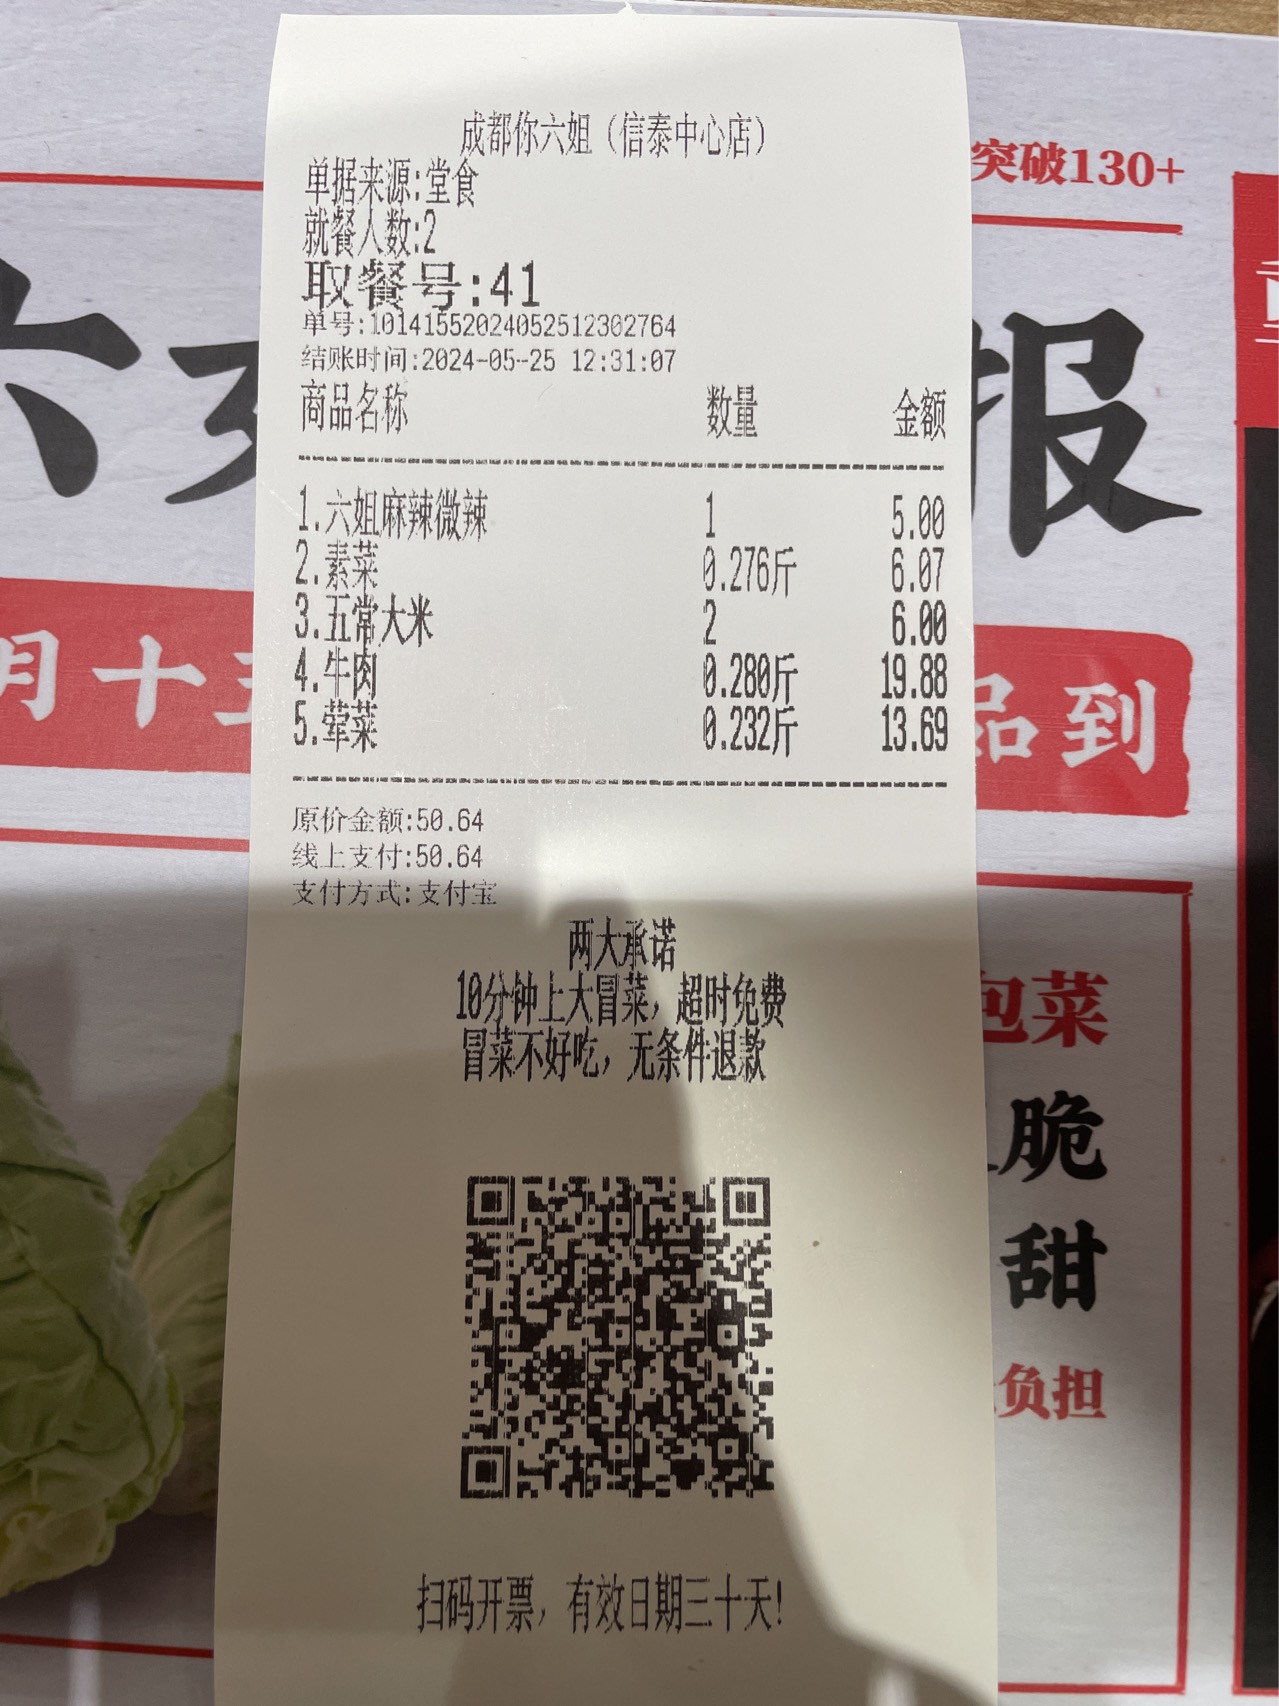 成都你六姐（信泰中心店）
单据来源:堂食
就餐人数:2
取餐号:41
单号:10141552024052512302764
结账时间:2024-05-25 12:31:07
商品名称 数量 金额
1.六姐麻辣微辣 1 5.00
2.素菜 0.276斤 6.07
3.五常大米 2 6.00
4.牛肉 0.280斤 19.88
5.荤菜 0.232斤 13.69
原价金额:50.64
线上支付:50.64
支付方式:支付宝
两大承诺
10分钟上大冒菜，超时免费
冒菜不好吃，无条件退款
扫码开票，有效日期三十天!
突破130+
六
报
月十五
品到
包菜
脆
甜
负担